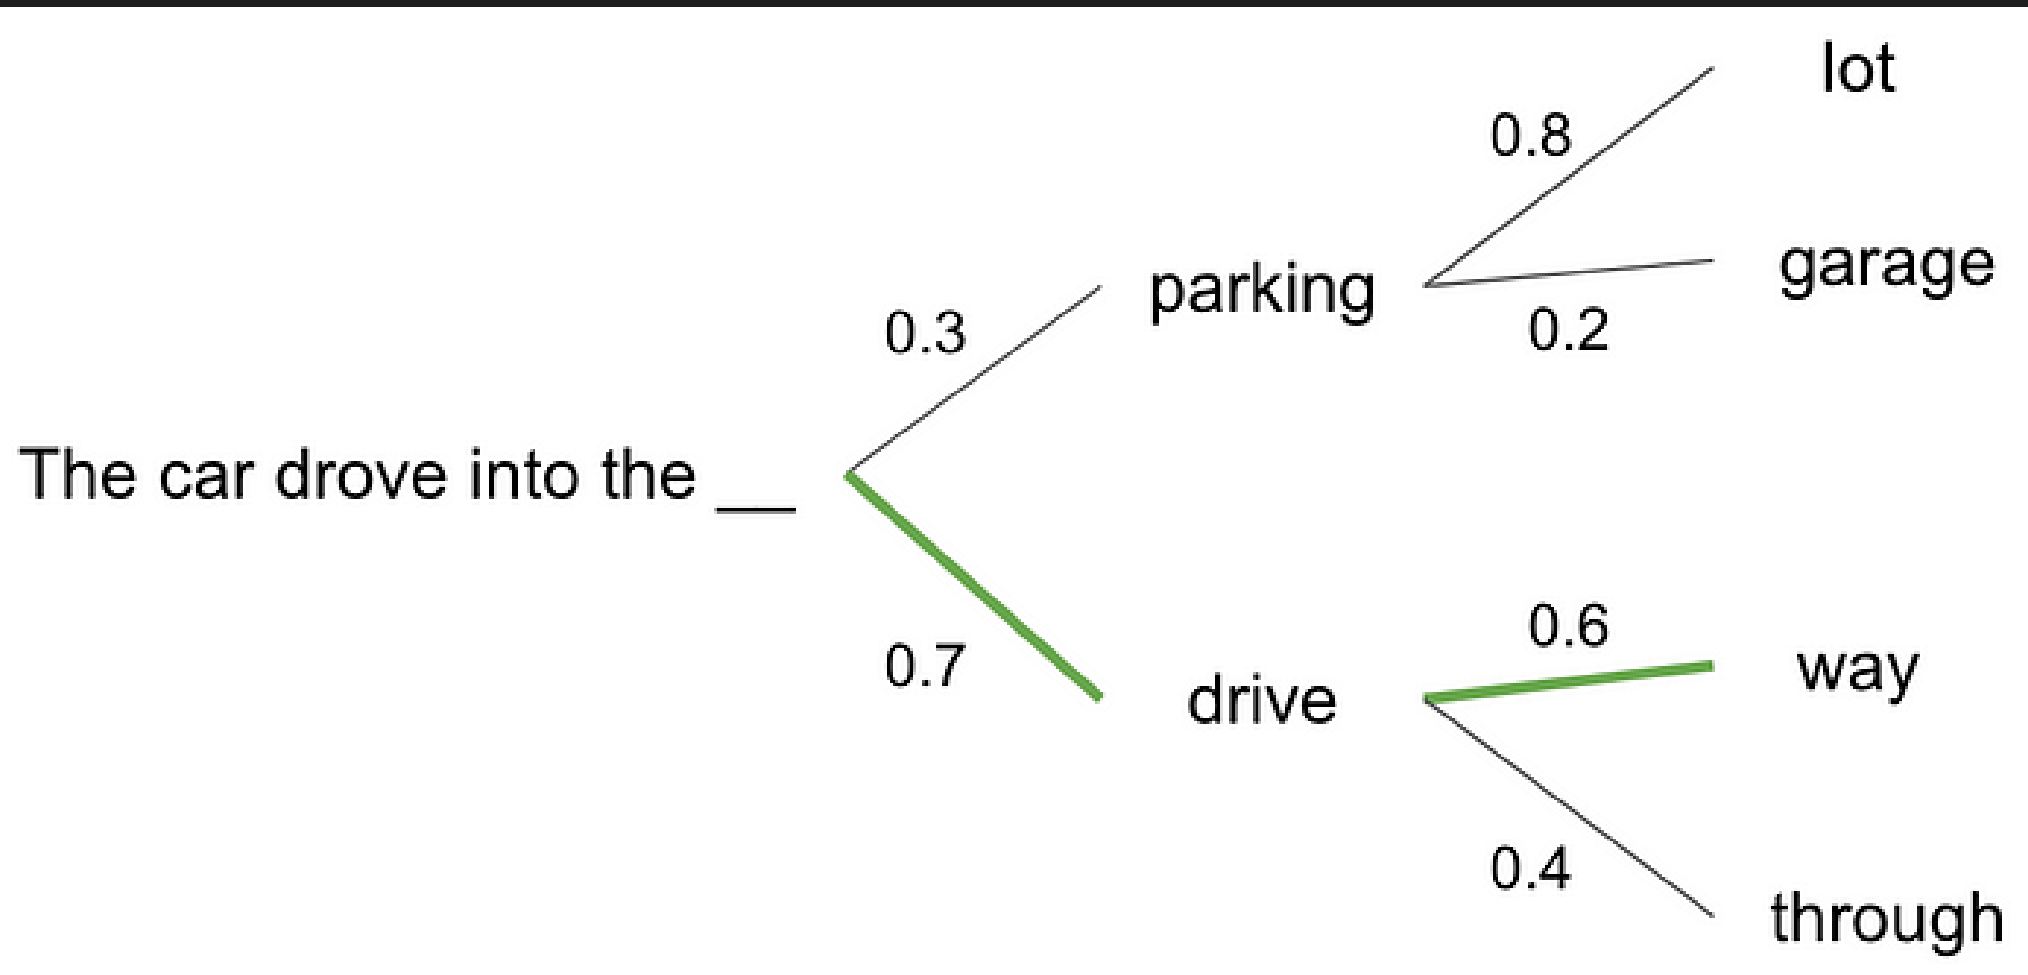 lot
0.8
garage
0.2
parking
0.3
The car drove into the __
0.7
drive
0.6
way
0.4
through